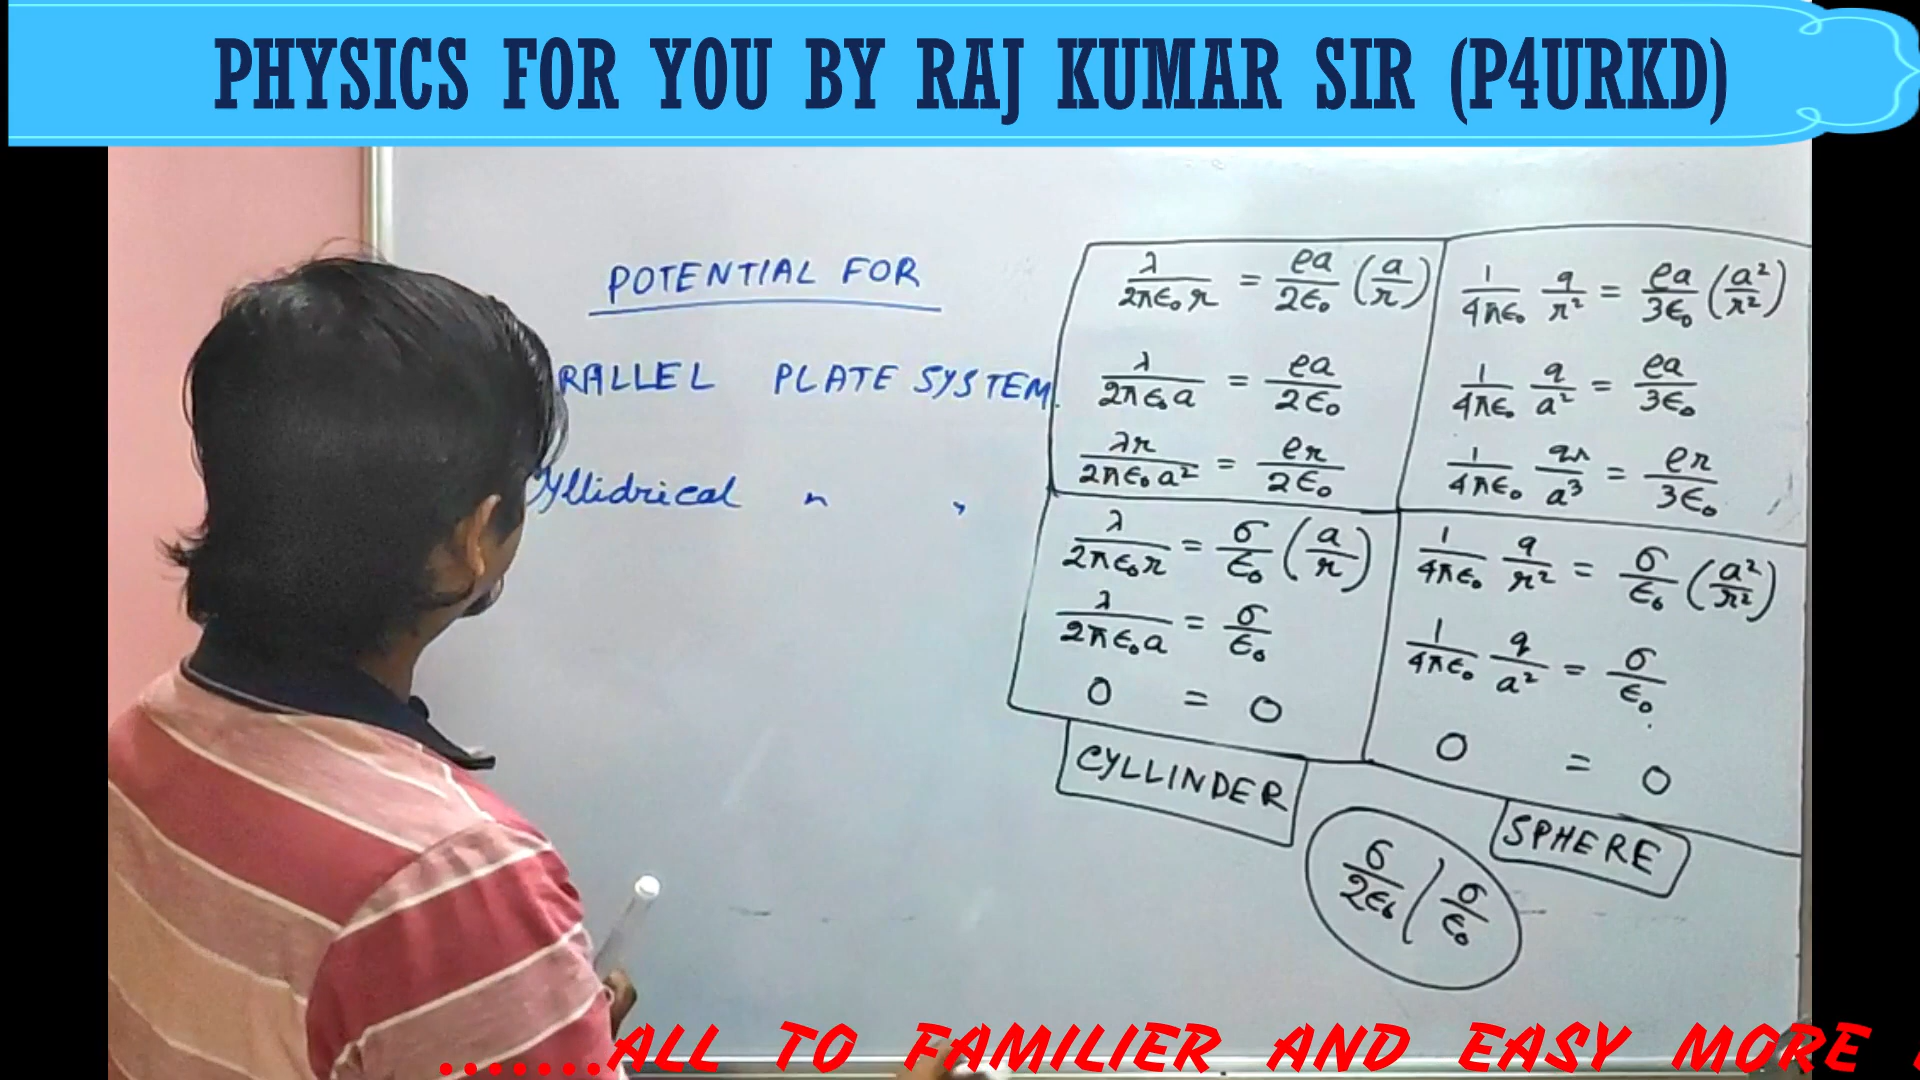 PHYSICS FOR YOU BY RAJ KUMAR SIR (P4URKD)
POTENTIAL FOR
RALLEL PLATE SYSTEM.
Cyllidrical " "
λ/2πε₀r = ρa/2ε₀ (a/r)
λ/2πε₀a = ρa/2ε₀
λr/2πε₀a² = ρr/2ε₀
1/4πε₀ q/r² = ρa/3ε₀ (a²/r²)
1/4πε₀ q/a² = ρa/3ε₀
1/4πε₀ qr/a³ = ρr/3ε₀
λ/2πε₀r = σ/ε₀ (a/r)
λ/2πε₀a = σ/ε₀
0 = 0
1/4πε₀ q/r² = σ/ε₀ (a²/r²)
1/4πε₀ q/a² = σ/ε₀
0 = 0
CYLLINDER
SPHERE
σ/2ε₀ / σ/ε₀
.......ALL TO FAMILIER AND EASY MORE